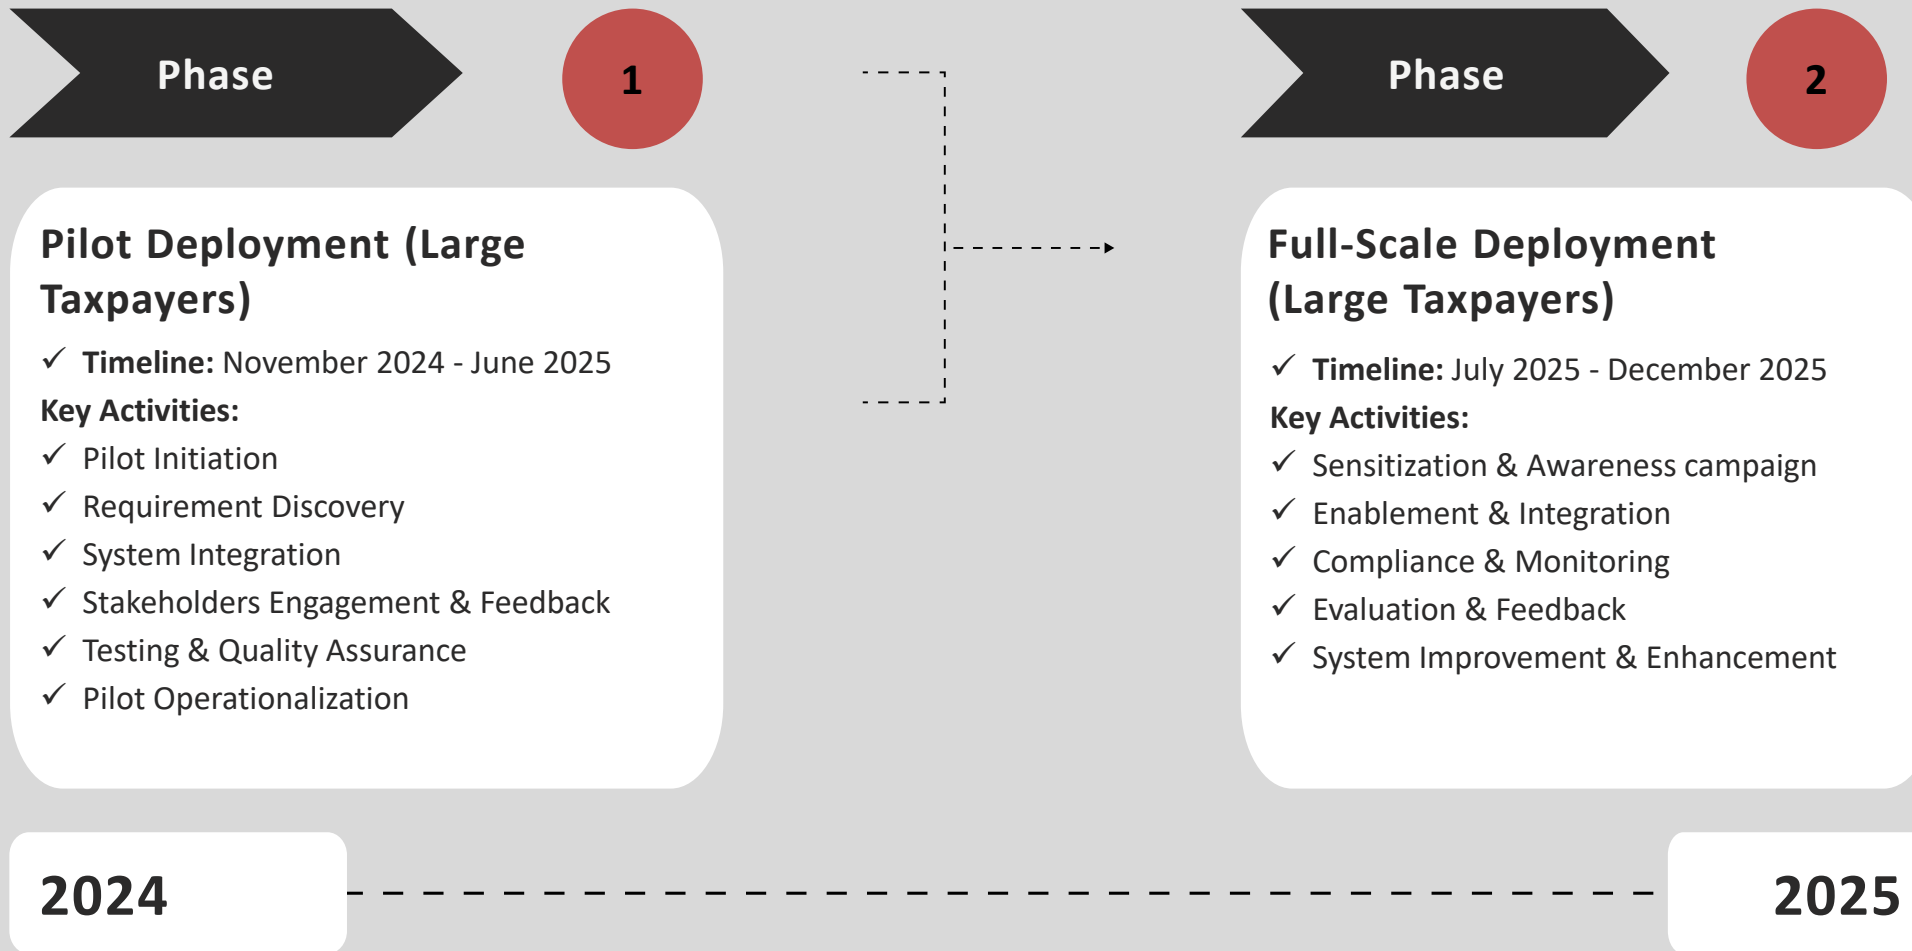 Phase
1
Pilot Deployment (Large
Taxpayers)
✓ Timeline: November 2024 - June 2025
Key Activities:
✓ Pilot Initiation
✓ Requirement Discovery
✓ System Integration
✓ Stakeholders Engagement & Feedback
✓ Testing & Quality Assurance
✓ Pilot Operationalization
Phase
2
Full-Scale Deployment
(Large Taxpayers)
✓ Timeline: July 2025 - December 2025
Key Activities:
✓ Sensitization & Awareness campaign
✓ Enablement & Integration
✓ Compliance & Monitoring
✓ Evaluation & Feedback
✓ System Improvement & Enhancement
2024
2025